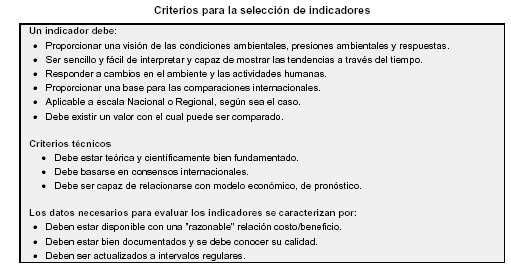 Criterios para la selección de indicadores
Un indicador debe:
• Proporcionar una visión de las condiciones ambientales, presiones ambientales y respuestas.
• Ser sencillo y fácil de interpretar y capaz de mostrar las tendencias a través del tiempo.
• Responder a cambios en el ambiente y las actividades humanas.
• Proporcionar una base para las comparaciones internacionales.
• Aplicable a escala Nacional o Regional, según sea el caso.
• Debe existir un valor con el cual puede ser comparado.
Criterios técnicos
• Debe estar teórica y científicamente bien fundamentado.
• Debe basarse en consensos internacionales.
• Debe ser capaz de relacionarse con modelo económico, de pronóstico.
Los datos necesarios para evaluar los indicadores se caracterizan por:
• Deben estar disponible con una "razonable" relación costo/beneficio.
• Deben estar bien documentados y se debe conocer su calidad.
• Deben ser actualizados a intervalos regulares.